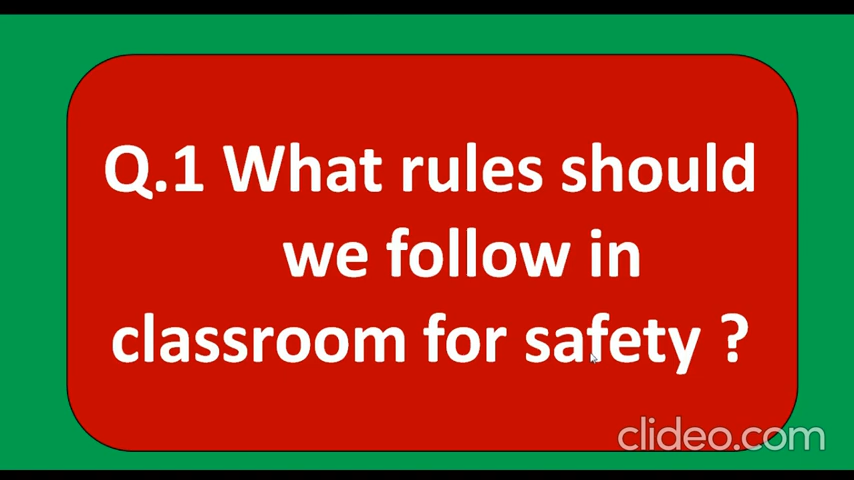 Q.1 What rules should
we follow in
classroom for safety ?
clideo.com